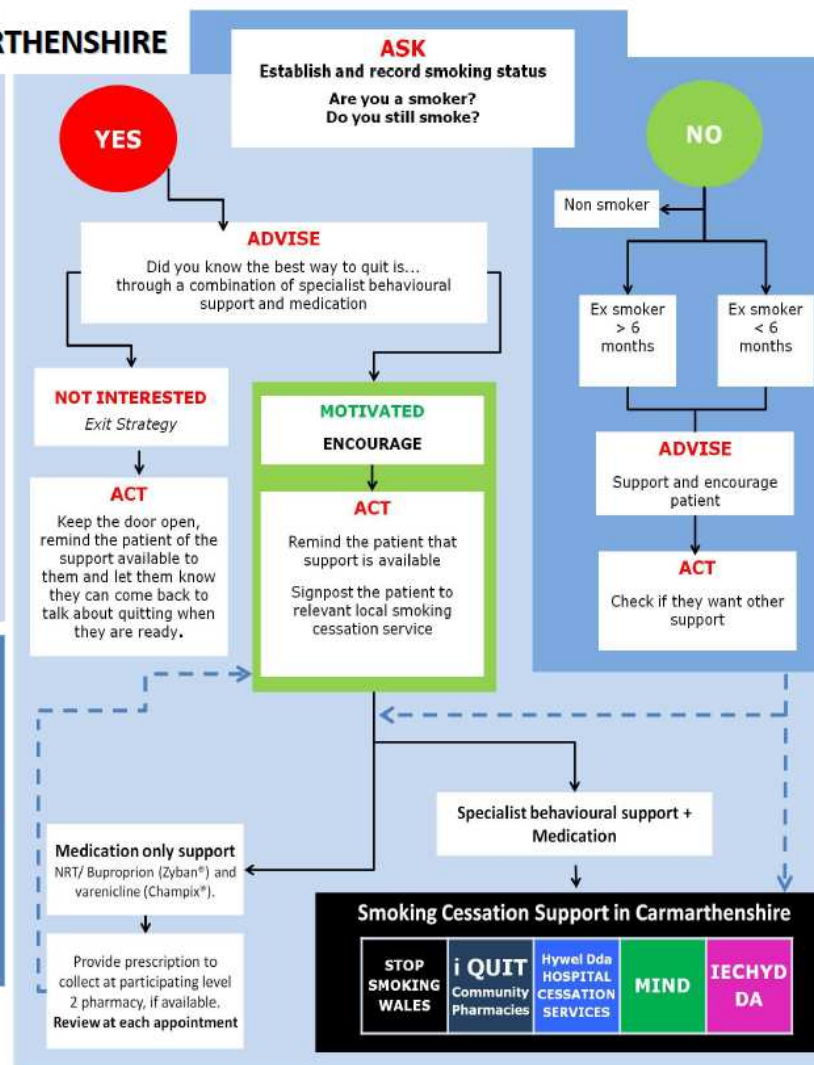 RTHENSHIRE
ASK
Establish and record smoking status
Are you a smoker?
Do you still smoke?
YES
NO
Non smoker
ADVISE
Did you know the best way to quit is...
through a combination of specialist behavioural
support and medication
Ex smoker
> 6
months
Ex smoker
< 6
months
NOT INTERESTED
Exit Strategy
MOTIVATED
ENCOURAGE
ADVISE
Support and encourage
patient
ACT
Keep the door open,
remind the patient of the
support available to
them and let them know
they can come back to
talk about quitting when
they are ready.
ACT
Remind the patient that
support is available
Signpost the patient to
relevant local smoking
cessation service
ACT
Check if they want other
support
Specialist behavioural support +
Medication
Medication only support
NRT/ Buproprion (Zyban®) and
varenicline (Champix®).
Provide prescription to
collect at participating level
2 pharmacy, if available.
Review at each appointment
Smoking Cessation Support in Carmarthenshire
STOP
SMOKING
WALES
i QUIT
Community
Pharmacies
Hywel Dda
HOSPITAL
CESSATION
SERVICES
MIND
IECHYD
DA